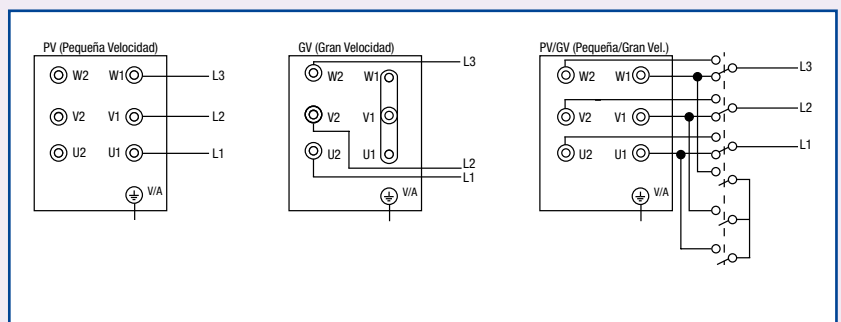 PV (Pequeña Velocidad)
W2 W1 L3
V2 V1 L2
U2 U1 L1
V/A
GV (Gran Velocidad)
L3
W2 W1
V2 V1
U2 U1
L2
L1
V/A
PV/GV (Pequeña/Gran Vel.)
W2 W1 L3
V2 V1 L2
U2 U1 L1
V/A